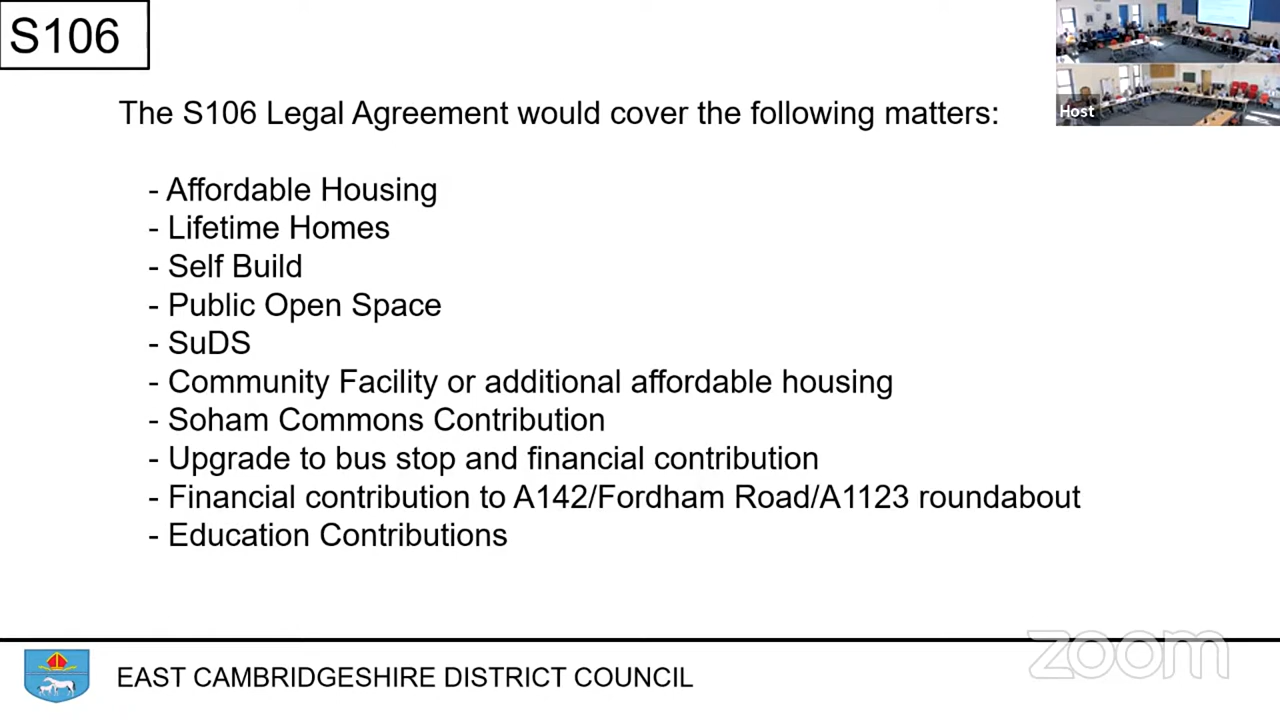 S106
Host
The S106 Legal Agreement would cover the following matters:
- Affordable Housing
- Lifetime Homes
- Self Build
- Public Open Space
- SuDS
- Community Facility or additional affordable housing
- Soham Commons Contribution
- Upgrade to bus stop and financial contribution
- Financial contribution to A142/Fordham Road/A1123 roundabout
- Education Contributions
EAST CAMBRIDGESHIRE DISTRICT COUNCIL
zoom